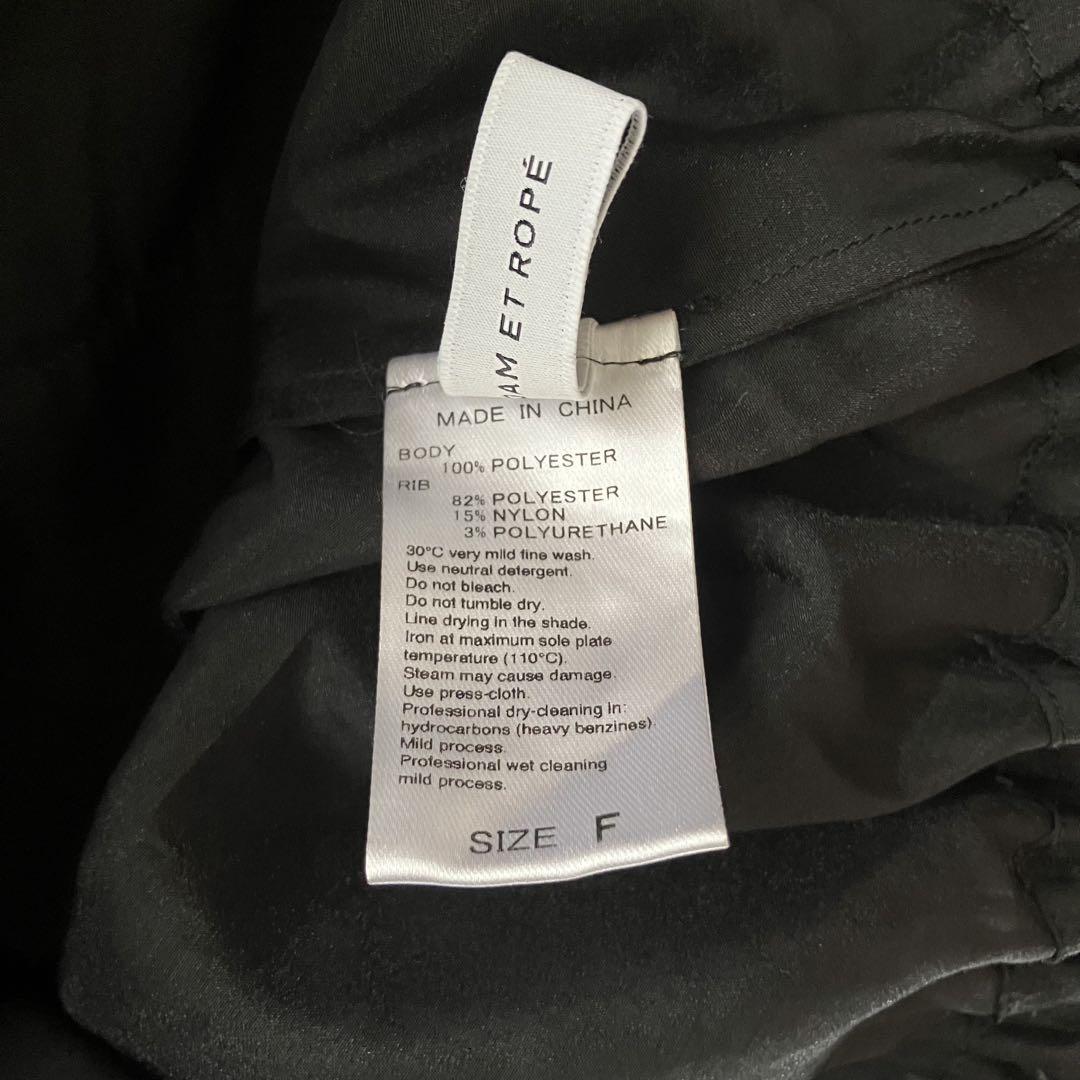 ET ROPÉ
MADE IN CHINA
BODY
100% POLYESTER
RIB
82% POLYESTER
15% NYLON
3% POLYURETHANE
30°C very mild fine wash.
Use neutral detergent.
Do not bleach.
Do not tumble dry.
Line drying in the shade.
Iron at maximum sole plate
temperature (110°C).
Steam may cause damage.
Use press-cloth.
Professional dry-cleaning in:
hydrocarbons (heavy benzines).
Mild process.
Professional wet cleaning
mild process.
SIZE F